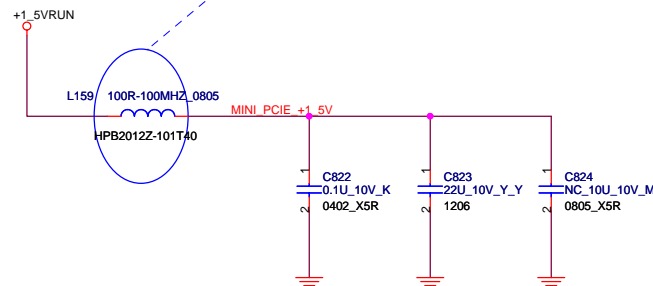 +1_5VRUN
L159 100R-100MHZ_0805
MINI_PCIE_+1_5V
HPB2012Z-101T40
1
C822
0.1U_10V_K
2
0402_X5R
1
C823
22U_10V_Y_Y
2
1206
1
C824
NC_10U_10V_M
2
0805_X5R